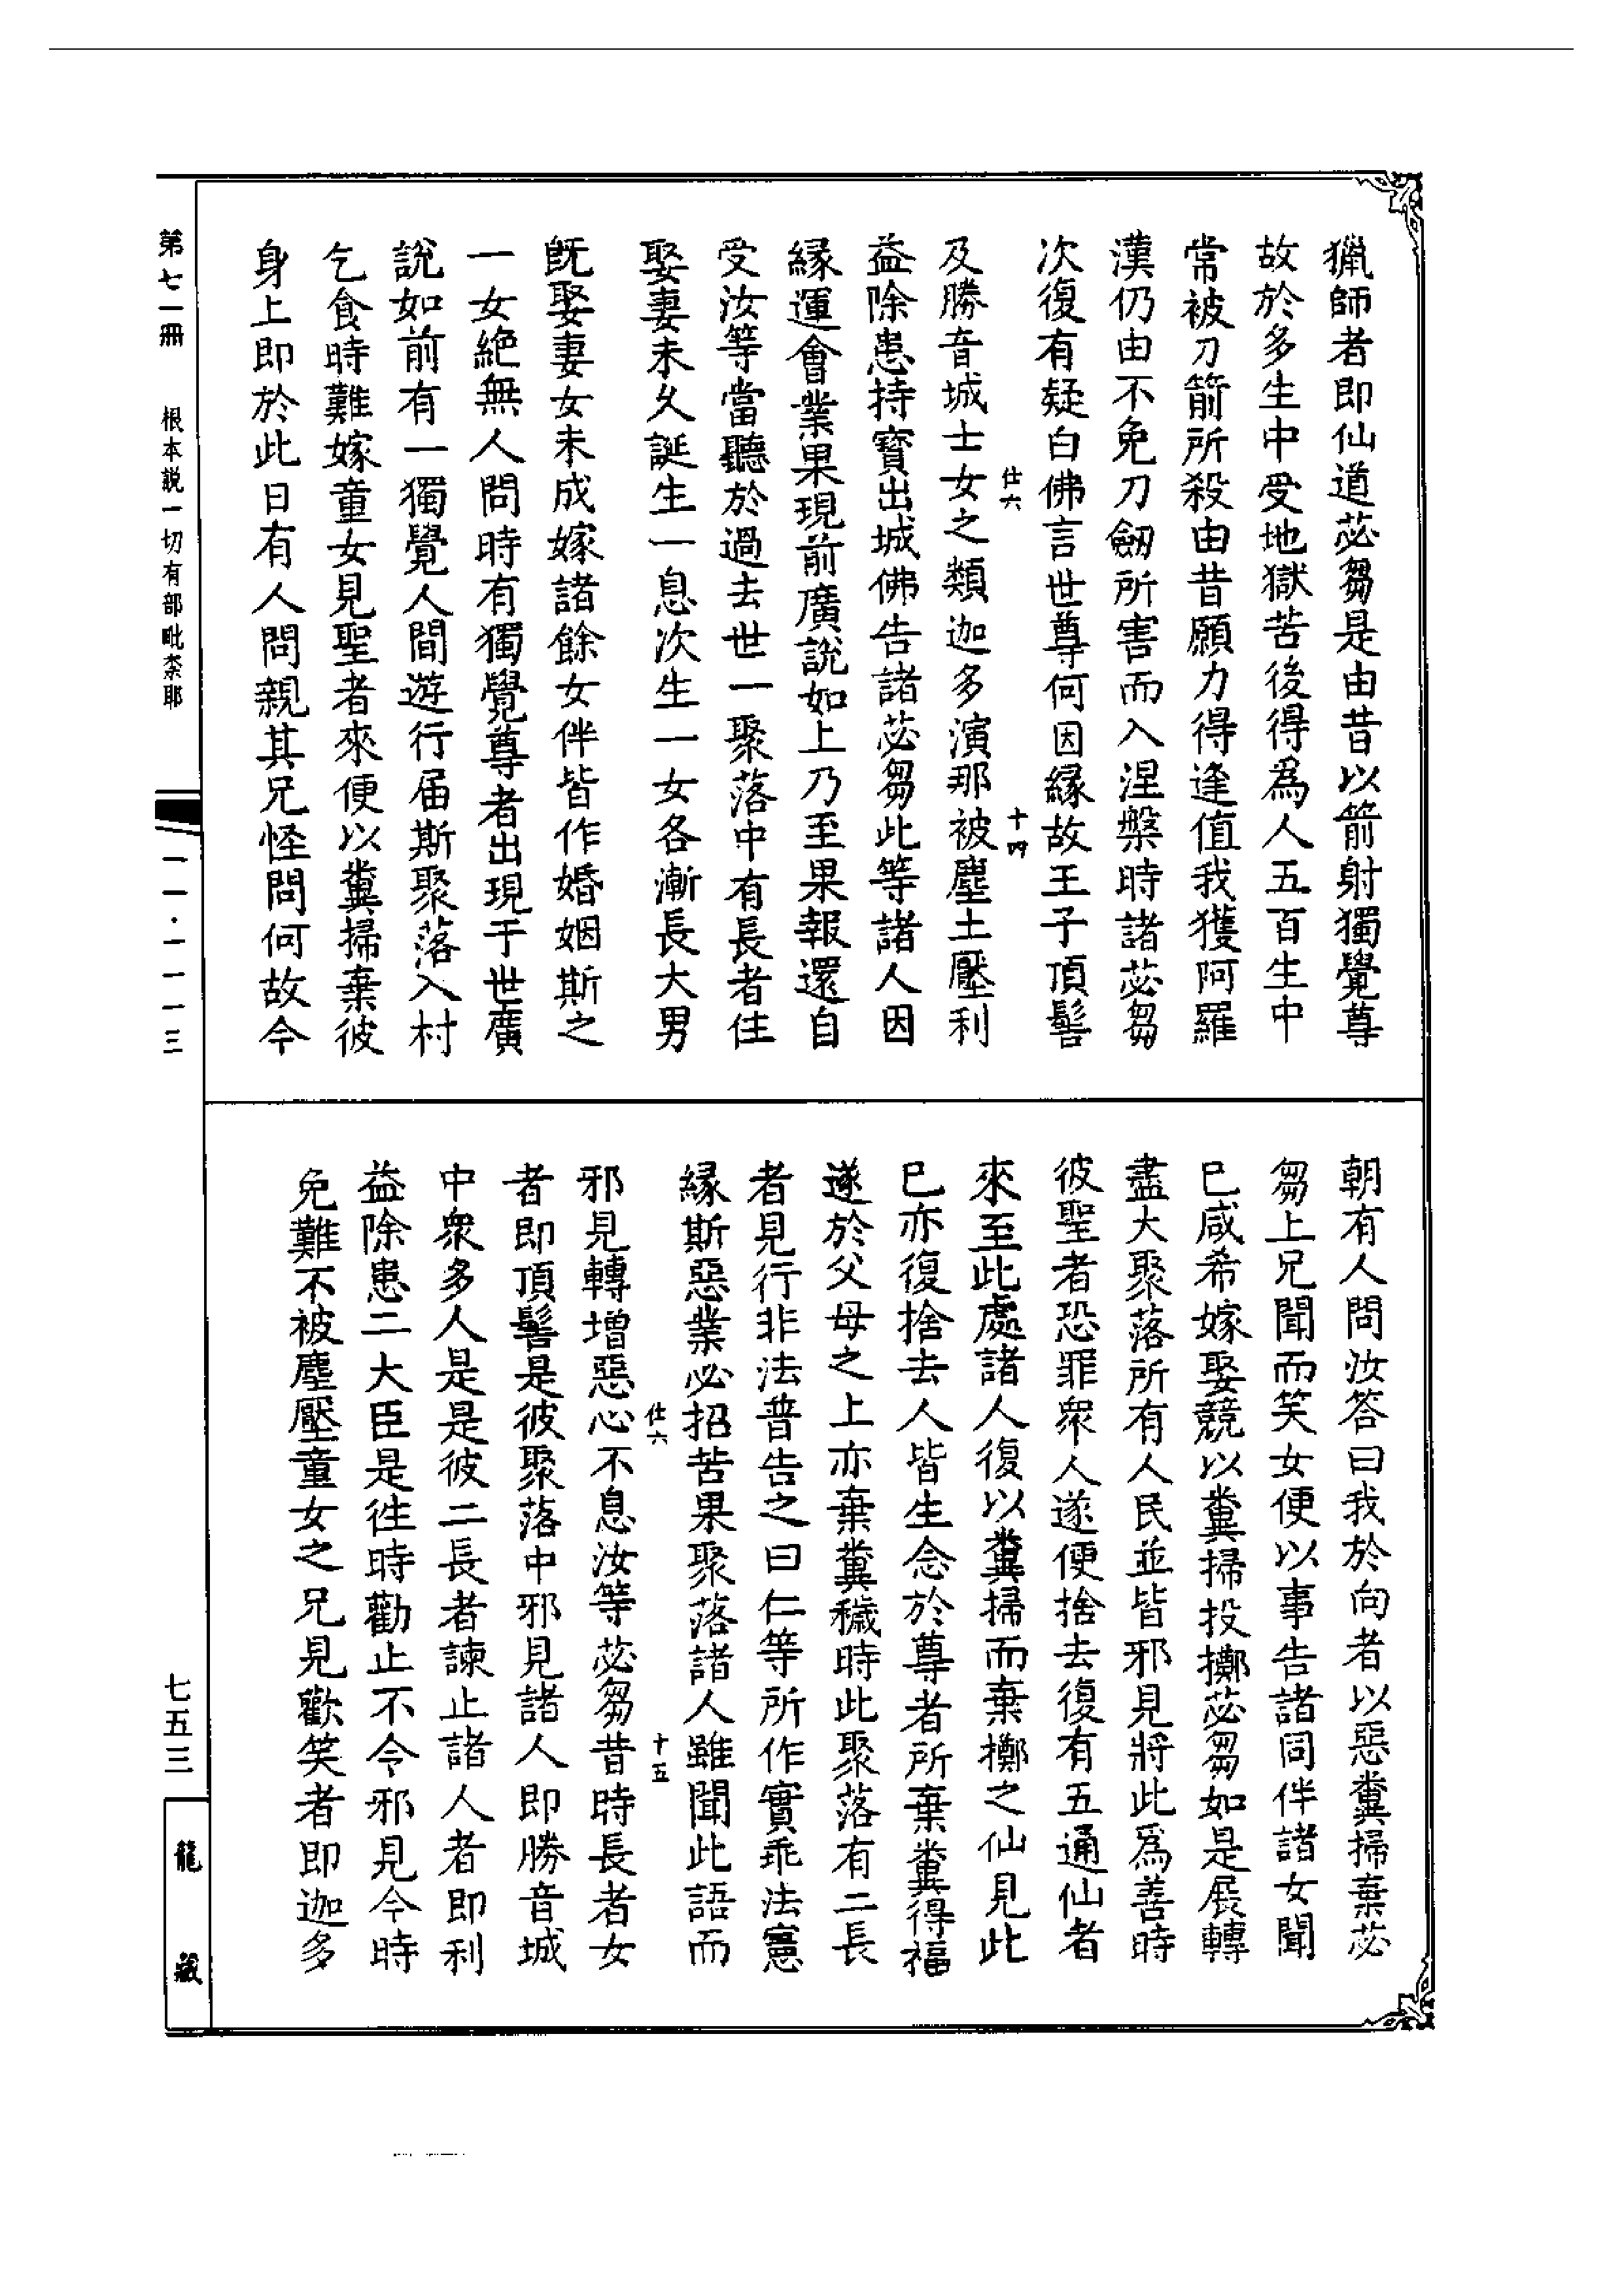 獵師者即仙道苾芻是由昔以箭射獨覺尊
故於多生中受地獄苦後得為人五百生中
常被刀箭所殺由昔願力得逢值我獲阿羅
漢仍由不免刀劒所害而入涅槃時諸苾芻
次復有疑白佛言世尊何因縁故王子頂髻
仕六
十四
及勝音城士女之類迦多演那被塵土壓利
益除患持寶出城佛告諸苾芻此等諸人因
縁運會業果現前廣說如上乃至果報還自
受汝等當聽於過去世一聚落中有長者住
娶妻未久誕生一息次生一女各漸長大男
旣娶妻女未成嫁諸餘女伴皆作婚姻斯之
一女絶無人問時有獨覺尊者出現于世廣
說如前有一獨覺人間遊行届斯聚落入村
乞食時難嫁童女見聖者來便以糞掃棄彼
身上即於此日有人問親其兄怪問何故今
朝有人問汝答曰我於向者以惡糞掃棄苾
芻上兄聞而笑女便以事告諸同伴諸女聞
已咸希嫁娶競以糞掃投擲苾芻如是展轉
盡大聚落所有人民並皆邪見將此爲善時
彼聖者恐罪衆人遂便捨去復有五通仙者
來至此處諸人復以糞掃而棄擲之仙見此
已亦復捨去人皆生念於尊者所棄糞得福
遂於父母之上亦棄糞穢時此聚落有二長
者見行非法普告之曰仁等所作實乖法憲
縁斯惡業必招苦果聚落諸人雖聞此語而
仕六
十五
邪見轉增惡心不息汝等苾芻昔時長者女
者即頂髻是彼聚落中邪見諸人即勝音城
中衆多人是是彼二長者諫止諸人者即利
益除患二大臣是徃時勸止不令邪見今時
免難不被塵壓童女之兄見歡笑者即迦多
第七一冊
根本説一切有部毗奈耶
一一·一一一三
七五三
龍藏